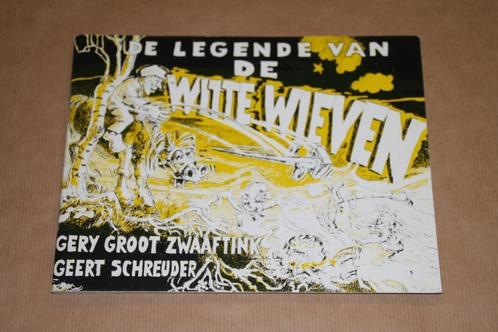 DE LEGENDE VAN
DE
WITTE WIEVEN
GERY GROOT ZWAAFTINK
GEERT SCHREUDER